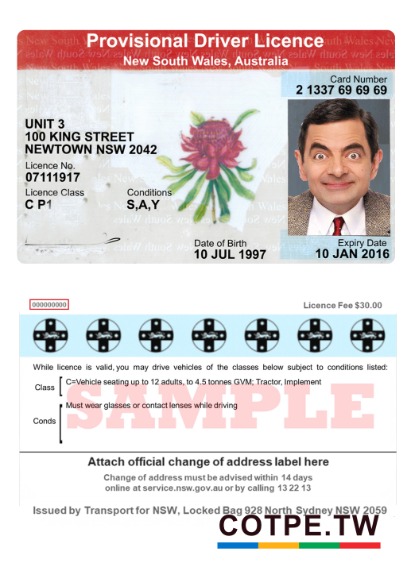 Provisional Driver Licence
New South Wales, Australia
Card Number
2 1337 69 69 69
UNIT 3
100 KING STREET
NEWTOWN NSW 2042
Licence No.
07111917
Licence Class
Conditions
C P1
S,A,Y
Date of Birth
10 JUL 1997
Expiry Date
10 JAN 2016
000000000
Licence Fee $30.00
While licence is valid, you may drive vehicles of the classes below subject to conditions listed:
Class
C=Vehicle seating up to 12 adults, to 4.5 tonnes GVM; Tractor, Implement
Must wear glasses or contact lenses while driving
Conds
SAMPLE
Attach official change of address label here
Change of address must be advised within 14 days
online at service.nsw.gov.au or by calling 13 22 13
Issued by Transport for NSW, Locked Bag 928 North Sydney NSW 2059
COTPE.TW